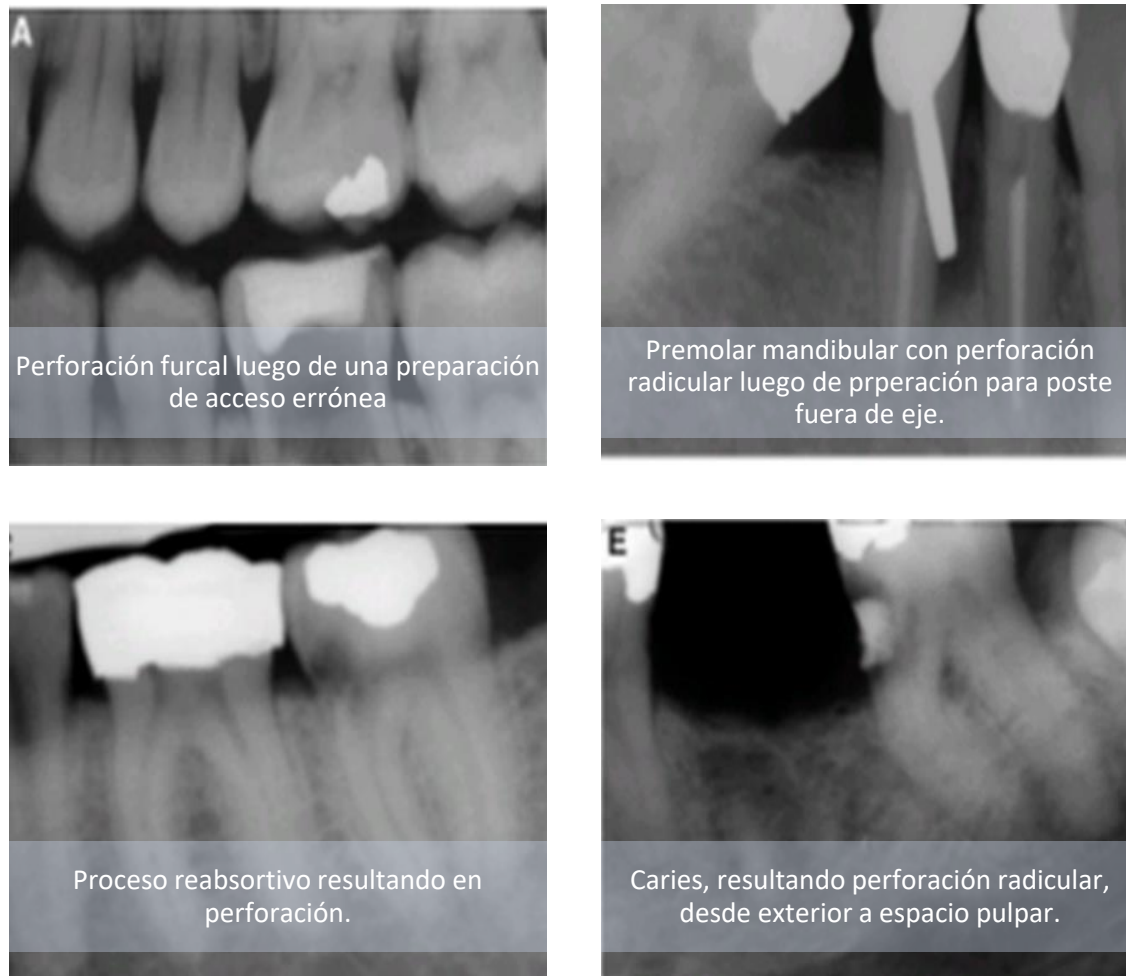 A
Perforación furcal luego de una preparación
de acceso errónea
Premolar mandibular con perforación
radicular luego de prperación para poste
fuera de eje.
Proceso reabsortivo resultando en
perforación.
E
Caries, resultando perforación radicular,
desde exterior a espacio pulpar.